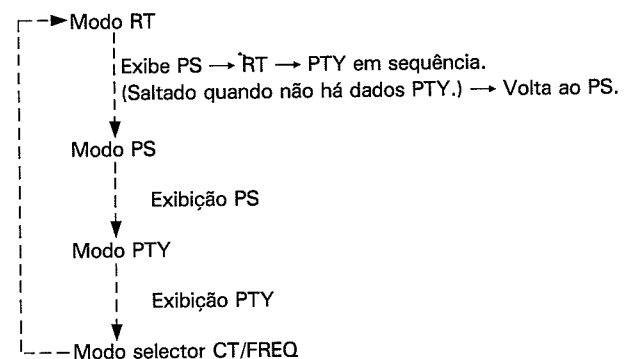 Modo RT
Exibe PS → RT → PTY em sequência.
(Saltado quando não há dados PTY.) → Volta ao PS.
Modo PS
Exibição PS
Modo PTY
Exibição PTY
Modo selector CT/FREQ